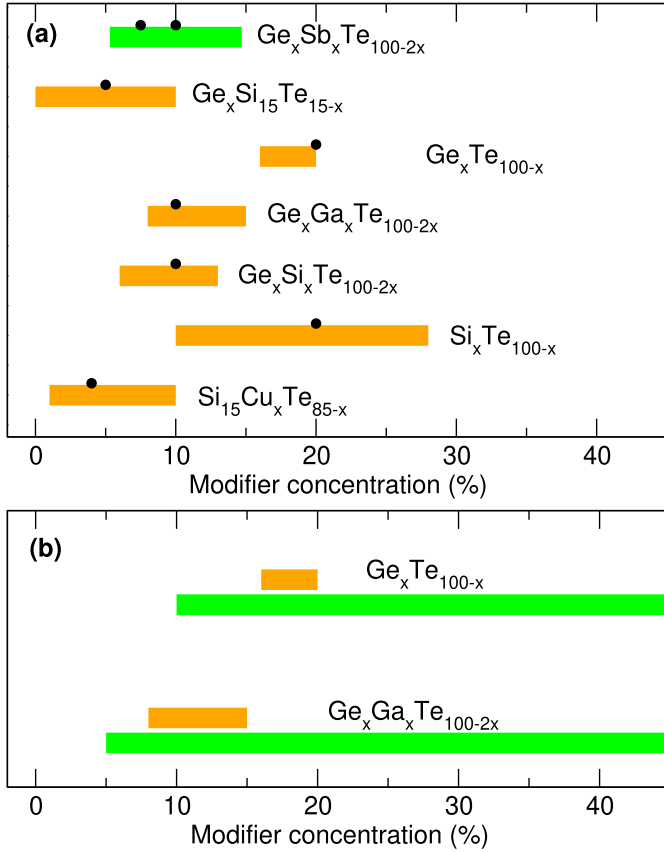 (a)
GeₓSbₓTe₁₀₀₋₂ₓ
GeₓSi₁₅Te₁₅₋ₓ
GeₓTe₁₀₀₋ₓ
GeₓGaₓTe₁₀₀₋₂ₓ
GeₓSiₓTe₁₀₀₋₂ₓ
SiₓTe₁₀₀₋ₓ
Si₁₅CuₓTe₈₅₋ₓ
0 10 20 30 40
Modifier concentration (%)
(b)
GeₓTe₁₀₀₋ₓ
GeₓGaₓTe₁₀₀₋₂ₓ
0 10 20 30 40
Modifier concentration (%)